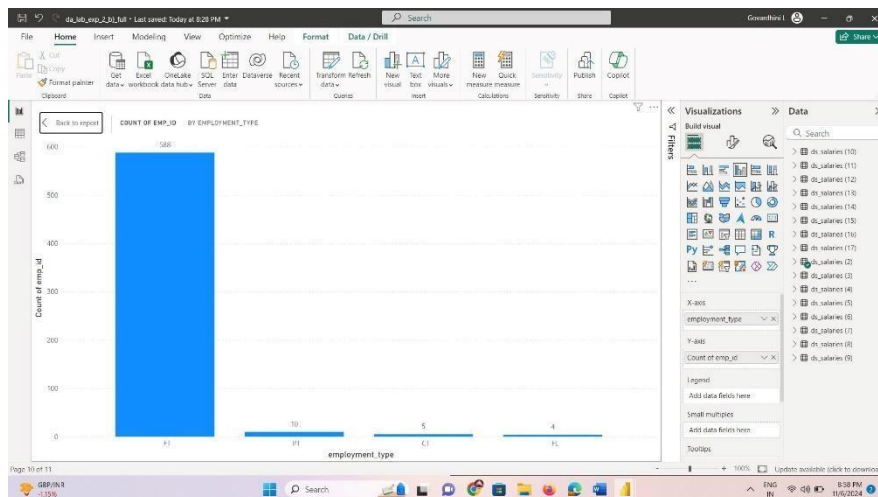 da_lab_exp_2_b)_full • Last saved: Today at 8:28 PM
Search
Govardhini L
File Home Insert Modeling View Optimize Help Format Data / Drill
Share
Paste
Cut
Copy
Format painter
Get data
Excel workbook
OneLake data hub
SQL Server
Enter data
Dataverse
Recent sources
Transform data
Refresh
New visual
Text box
More visuals
New measure
Quick measure
Sensitivity
Publish
Copilot
Clipboard Data Queries Insert Calculations Sensitivity Share Copilot
Back to report
COUNT OF EMP_ID BY EMPLOYMENT_TYPE
600
500
400
300
200
100
0
588
10
5
4
Count of emp_id
FT PT CT FL
employment_type
Filters
Visualizations
Build visual
R
Py
X-axis
employment_type
Y-axis
Count of emp_id
Legend
Add data fields here
Small multiples
Add data fields here
Tooltips
Data
Search
ds_salaries (10)
ds_salaries (11)
ds_salaries (12)
ds_salaries (13)
ds_salaries (14)
ds_salaries (15)
ds_salaries (16)
ds_salaries (17)
ds_salaries (2)
ds_salaries (3)
ds_salaries (4)
ds_salaries (5)
ds_salaries (6)
ds_salaries (7)
ds_salaries (8)
ds_salaries (9)
Page 10 of 11
100%
Update available (click to downloa
GBP/INR
-1.15%
Search
ENG
IN
8:58 PM
11/6/2024